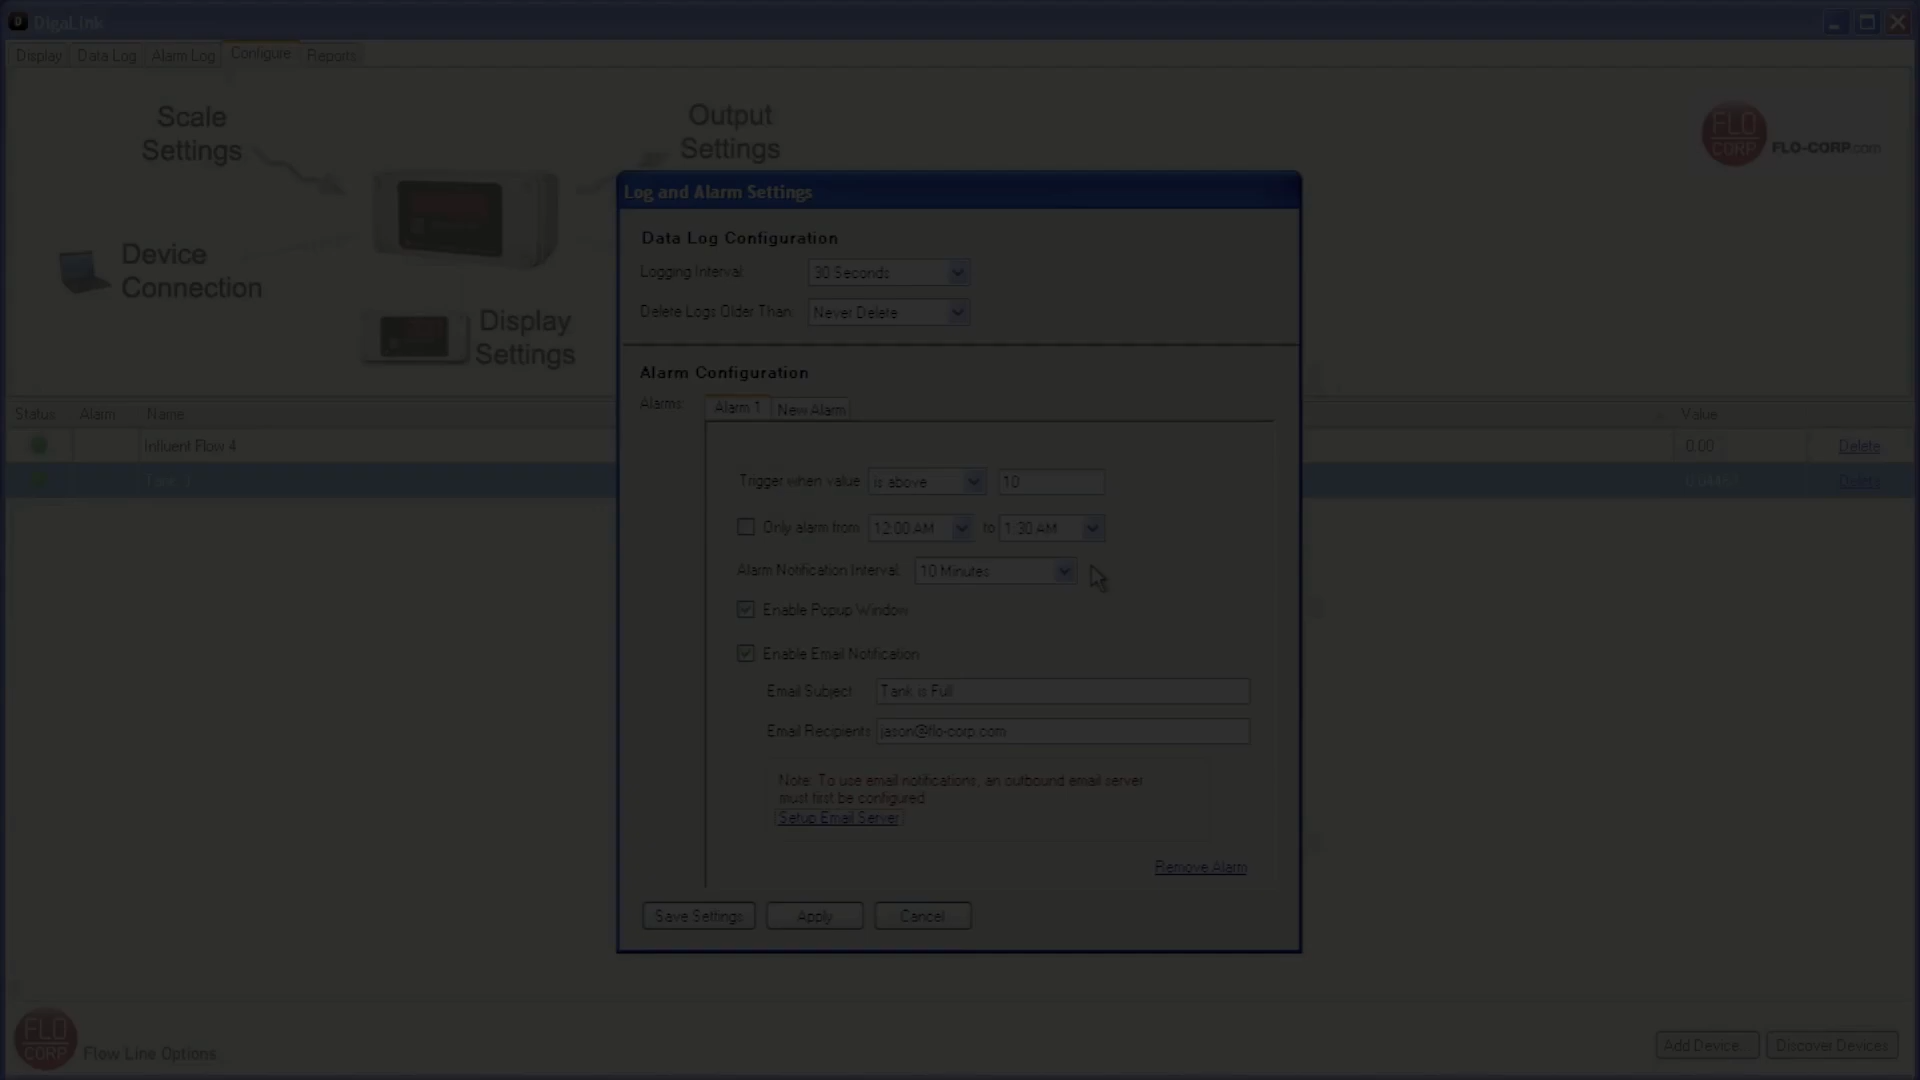 DigaLink
Display Data Log Alarm Log Configure Reports
Scale
Settings
Output
Settings
FLO
CORP
FLO-CORP.com
Device
Connection
Display
Settings
Log and Alarm Settings
Data Log Configuration
Logging Interval: 30 Seconds
Delete Logs Older Than: Never Delete
Alarm Configuration
Alarms: Alarm 1 New Alarm
Status Alarm Name Value
Influent Flow 4 0.00 Delete
Tank Delete
Trigger when value is above 10
Only alarm from 12:00 AM to 1:30 AM
Alarm Notification Interval: 10 Minutes
Enable Popup Window
Enable Email Notification
Email Subject Tank is Full
Email Recipients jason@flo-corp.com
Note: To use email notifications, an outbound email server
must first be configured
Setup Email Server
Remove Alarm
Save Settings Apply Cancel
FLO
CORP
Flow Line Options
Add Device... Discover Devices